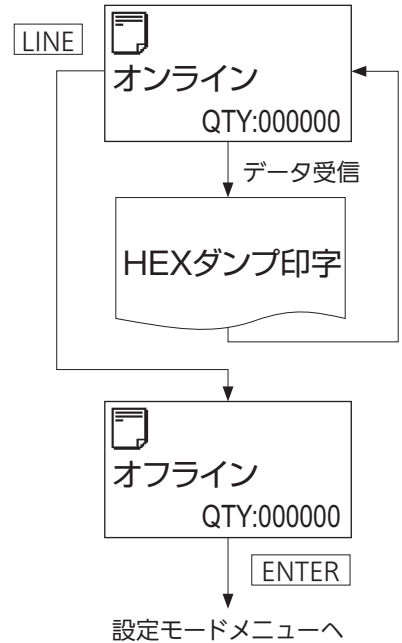 LINE
オンライン
QTY:000000
データ受信
HEXダンプ印字
オフライン
QTY:000000
ENTER
設定モードメニューへ